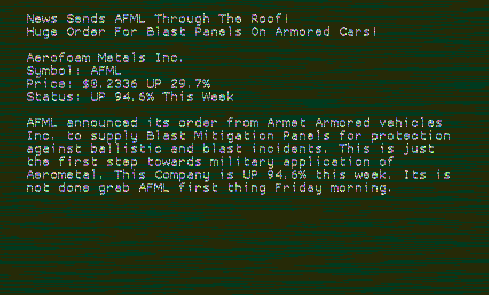 News Sends AFML Through The Roof!
Huge Order For Blast Panels On Armored Cars!
Aerofoam Metals Inc.
Symbol: AFML
Price: $0.2336 UP 29.7%
Status: UP 94.6% This Week
AFML announced its order from Armet Armored vehicles
Inc. to supply Blast Mitigation Panels for protection
against ballistic and blast incidents. This is just
the first step towards military application of
Aerometal. This Company is UP 94.6% this week. Its is
not done grab AFML first thing Friday morning.